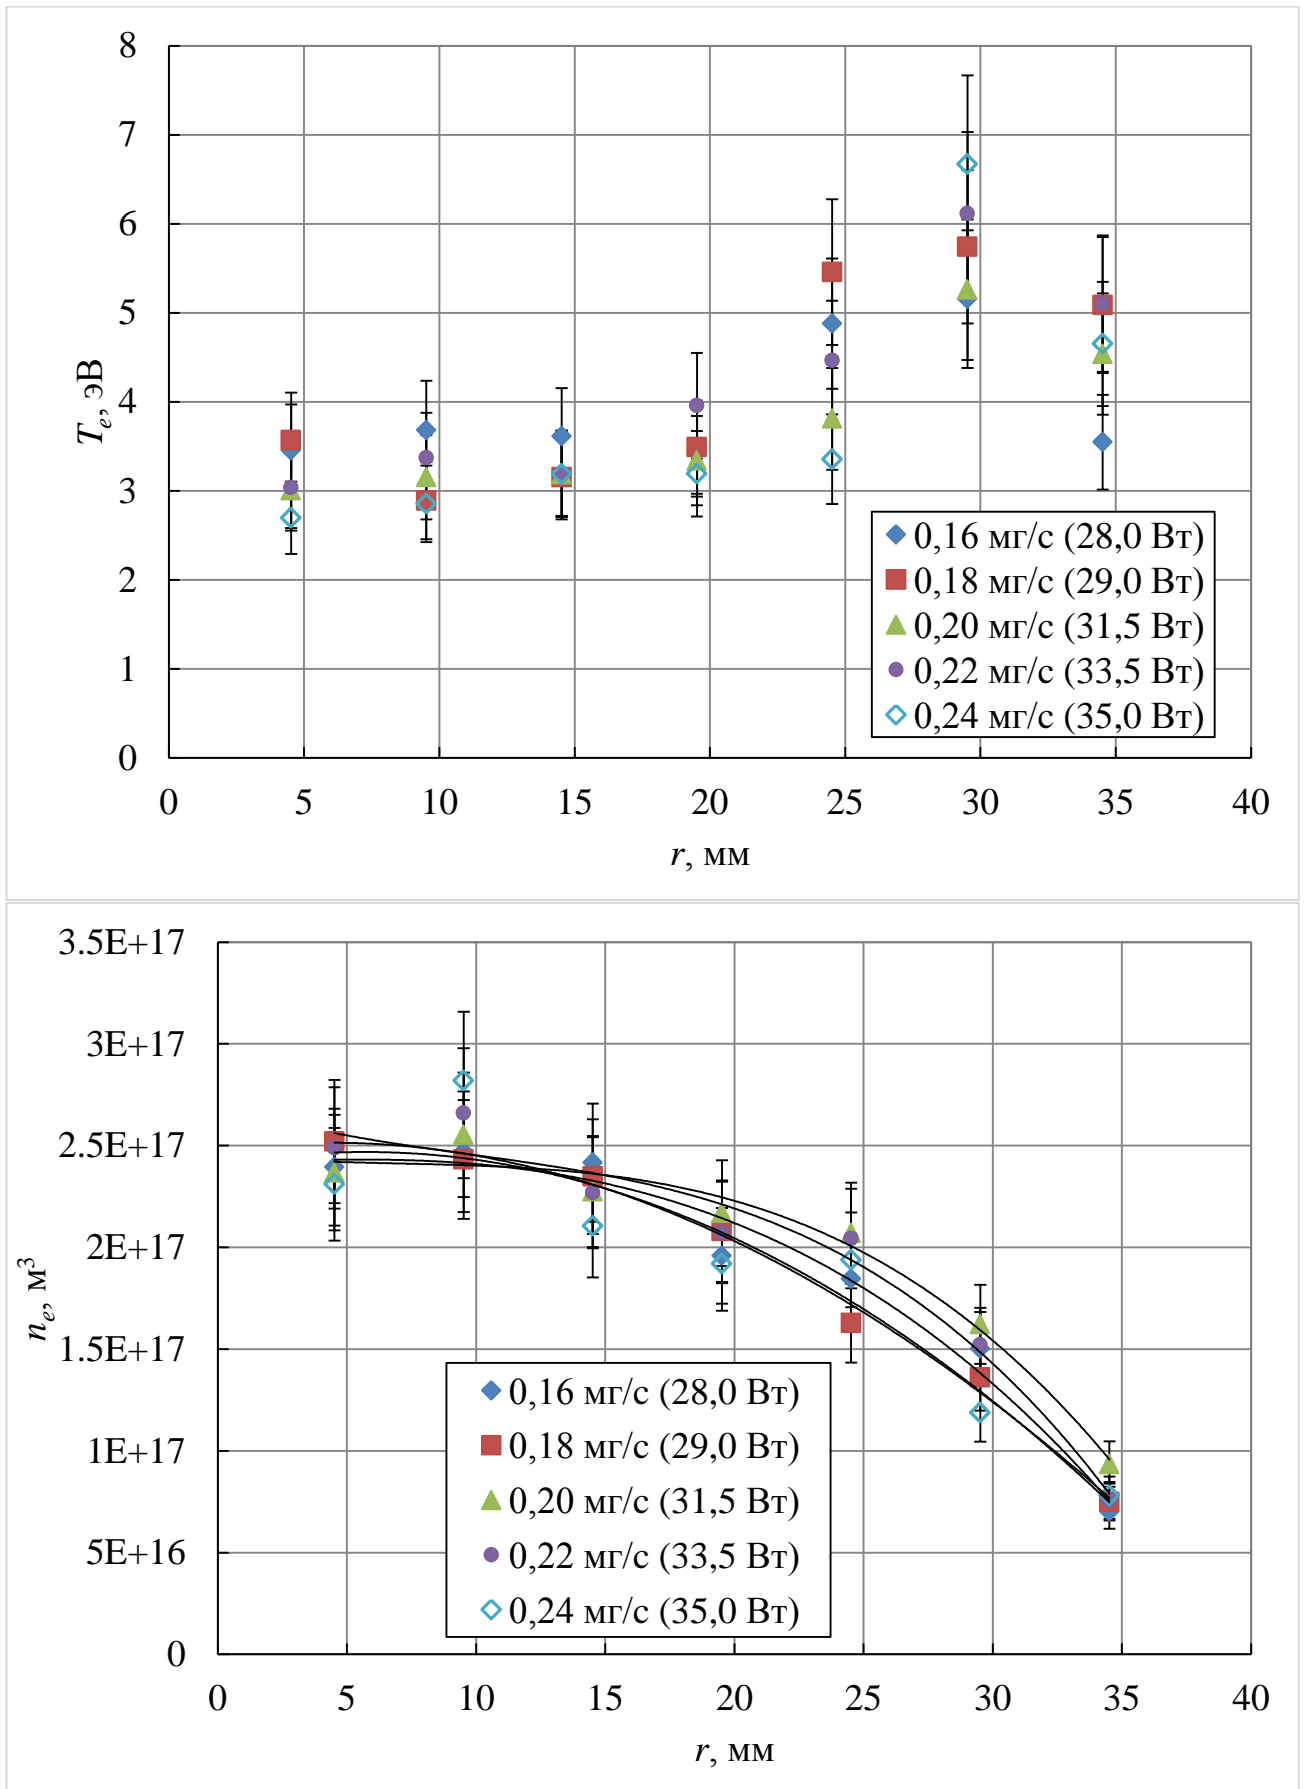 8
7
6
5
4
3
2
1
0
Te, эВ
0 5 10 15 20 25 30 35 40
r, мм
0,16 мг/с (28,0 Вт)
0,18 мг/с (29,0 Вт)
0,20 мг/с (31,5 Вт)
0,22 мг/с (33,5 Вт)
0,24 мг/с (35,0 Вт)
3.5E+17
3E+17
2.5E+17
2E+17
1.5E+17
1E+17
5E+16
0
ne, м³
0 5 10 15 20 25 30 35 40
r, мм
0,16 мг/с (28,0 Вт)
0,18 мг/с (29,0 Вт)
0,20 мг/с (31,5 Вт)
0,22 мг/с (33,5 Вт)
0,24 мг/с (35,0 Вт)